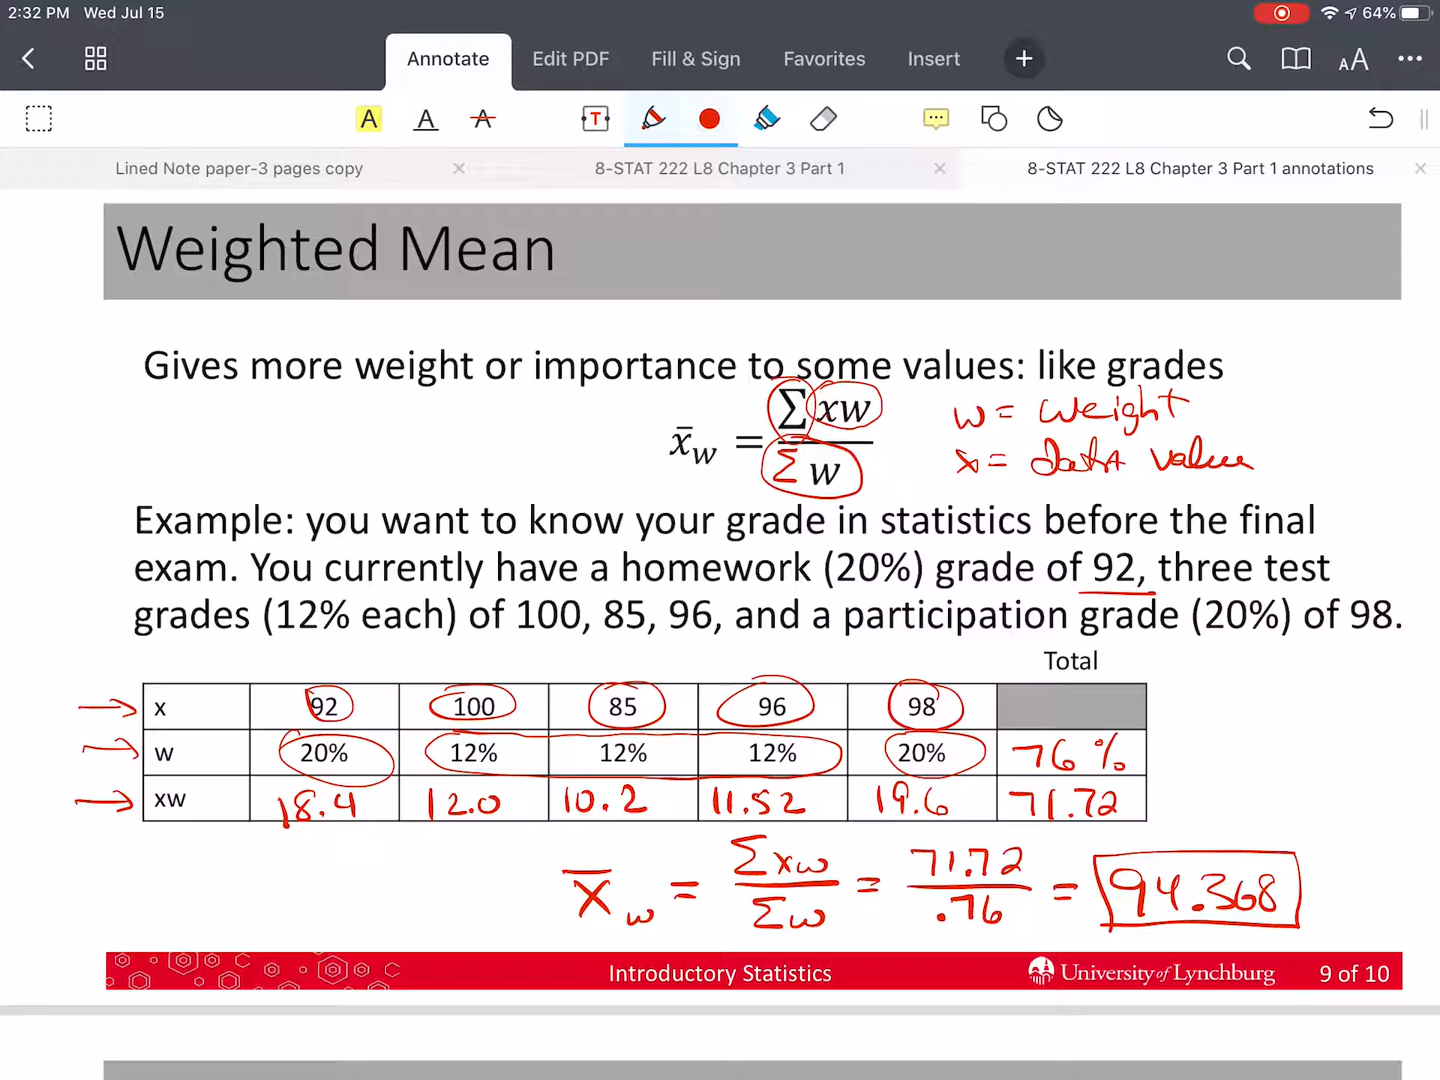 2:32 PM Wed Jul 15 64%
Annotate Edit PDF Fill & Sign Favorites Insert + AA
A A A T
Lined Note paper-3 pages copy × 8-STAT 222 L8 Chapter 3 Part 1 × 8-STAT 222 L8 Chapter 3 Part 1 annotations ×
Weighted Mean
Gives more weight or importance to some values: like grades
x̄w = Σxw / Σw
w = weight
x = data value
Example: you want to know your grade in statistics before the final
exam. You currently have a homework (20%) grade of 92, three test
grades (12% each) of 100, 85, 96, and a participation grade (20%) of 98.
Total
x 92 100 85 96 98
w 20% 12% 12% 12% 20% 76%
xw 18.4 12.0 10.2 11.52 19.6 71.72
x̄w = Σxw / Σw = 71.72 / .76 = 94.368
Introductory Statistics University of Lynchburg 9 of 10